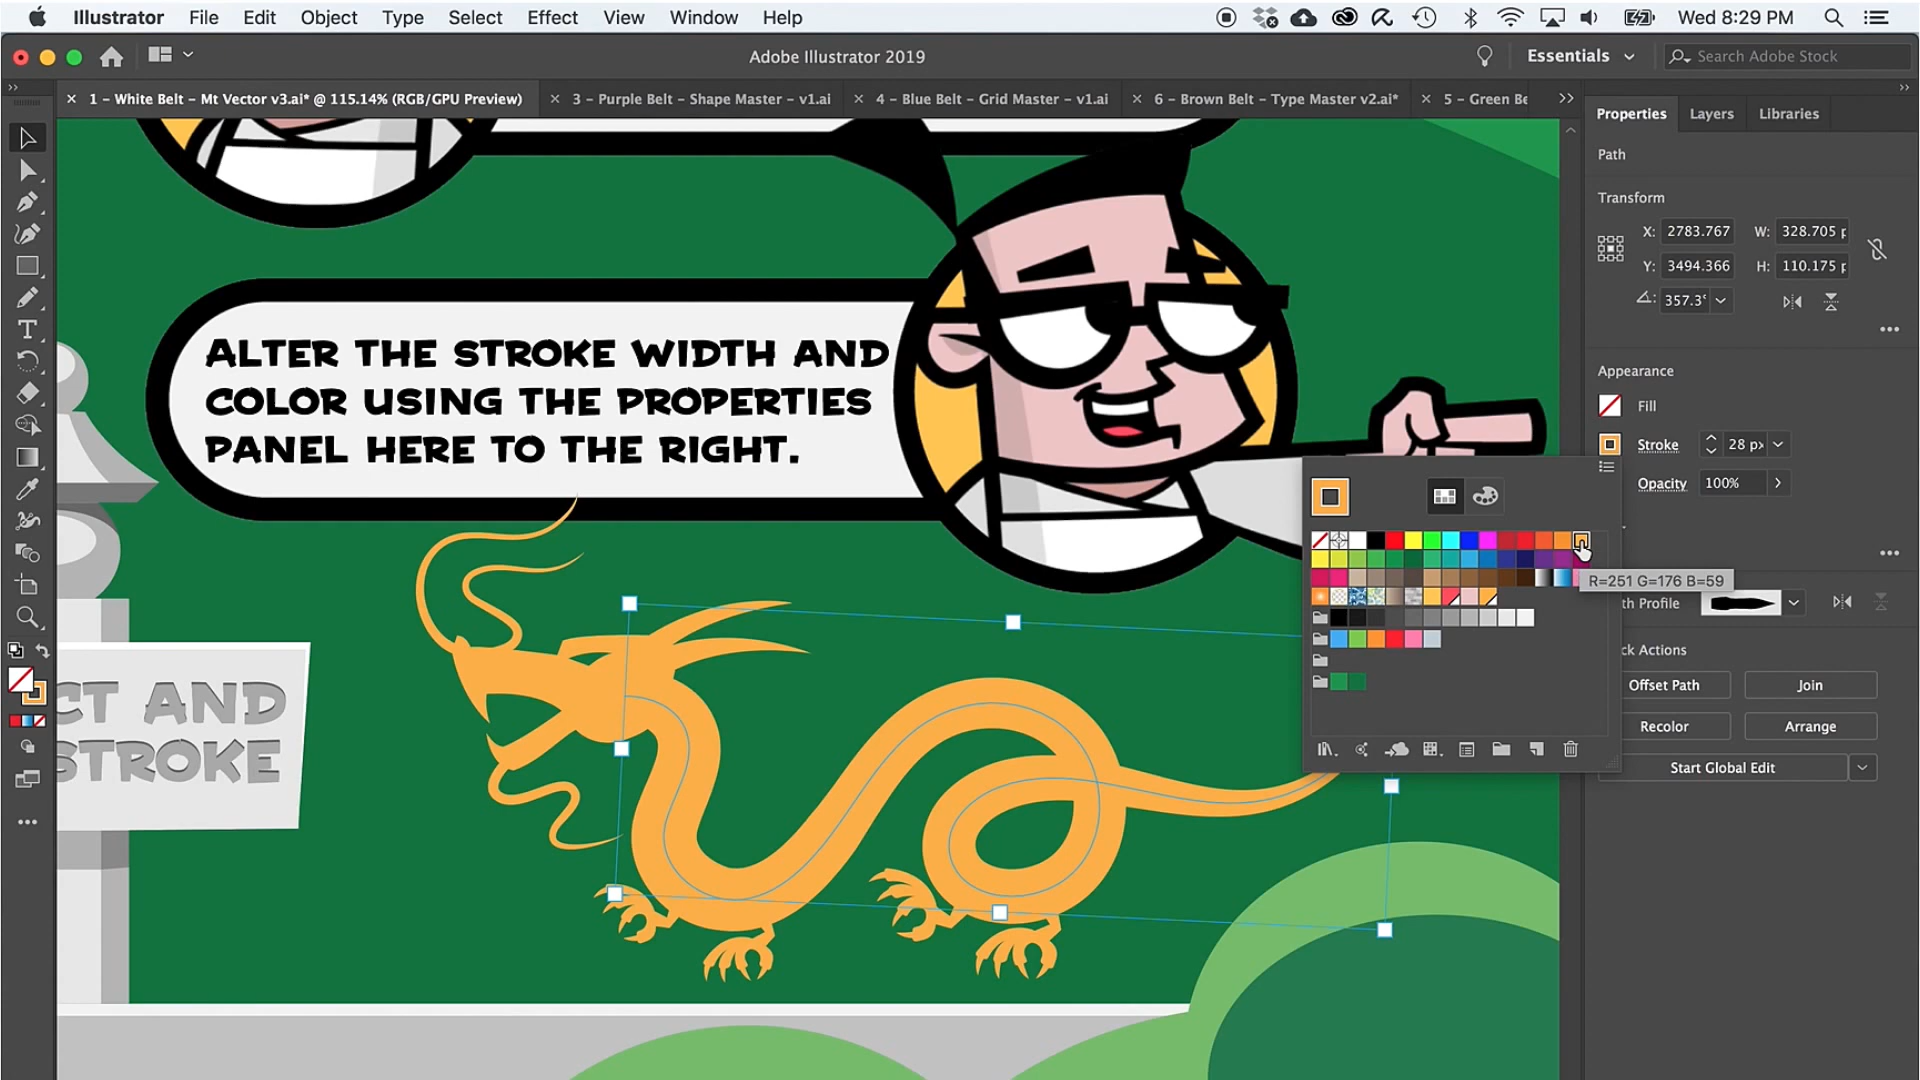 Illustrator File Edit Object Type Select Effect View Window Help Wed 8:29 PM
Adobe Illustrator 2019 Essentials Search Adobe Stock
1 – White Belt – Mt Vector v3.ai* @ 115.14% (RGB/GPU Preview) 3 – Purple Belt – Shape Master – v1.ai 4 – Blue Belt – Grid Master – v1.ai 6 – Brown Belt – Type Master v2.ai* 5 – Green Be
Properties Layers Libraries
Path
Transform
X: 2783.767 W: 328.705 p
Y: 3494.366 H: 110.175 p
357.3°
Appearance
Fill
Stroke 28 px
Opacity 100%
ALTER THE STROKE WIDTH AND
COLOR USING THE PROPERTIES
PANEL HERE TO THE RIGHT.
R=251 G=176 B=59
th Profile
ck Actions
Offset Path Join
Recolor Arrange
Start Global Edit
CT AND
STROKE